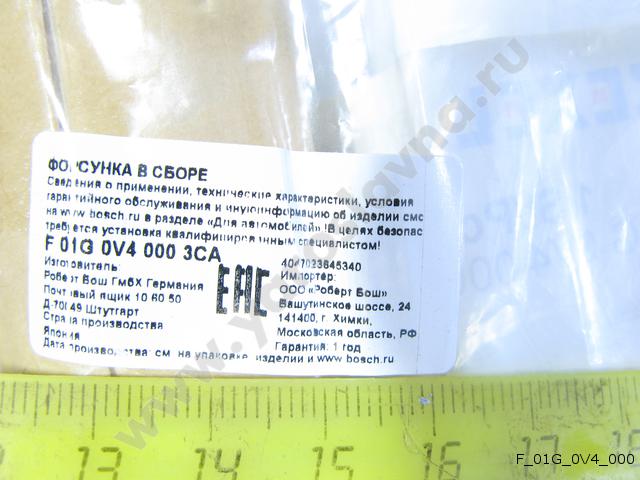 ФОРСУНКА В СБОРЕ
Сведения о применении, технические характеристики, условия
гарантийного обслуживания и иную информацию об изделии смс
на www.bosch.ru в разделе «Для автомобилей» !В целях безопас
требуется установка квалифицированным специалистом!
F 01G 0V4 000 3CA
Изготовитель:
Роберт Бош ГмбХ Германия
Почтовый ящик 10 60 50
Д-70049 Штутгарт
Страна производства
Япония
Дата производства: см. на упаковке, изделии и www.bosch.ru
EAC
4047023645340
Импортер:
ООО «Роберт Бош»
Вашутинское шоссе, 24
141400, г. Химки,
Московская область, РФ
Гарантия: 1 год
13 14 15 16 17 18
F_01G_0V4_000